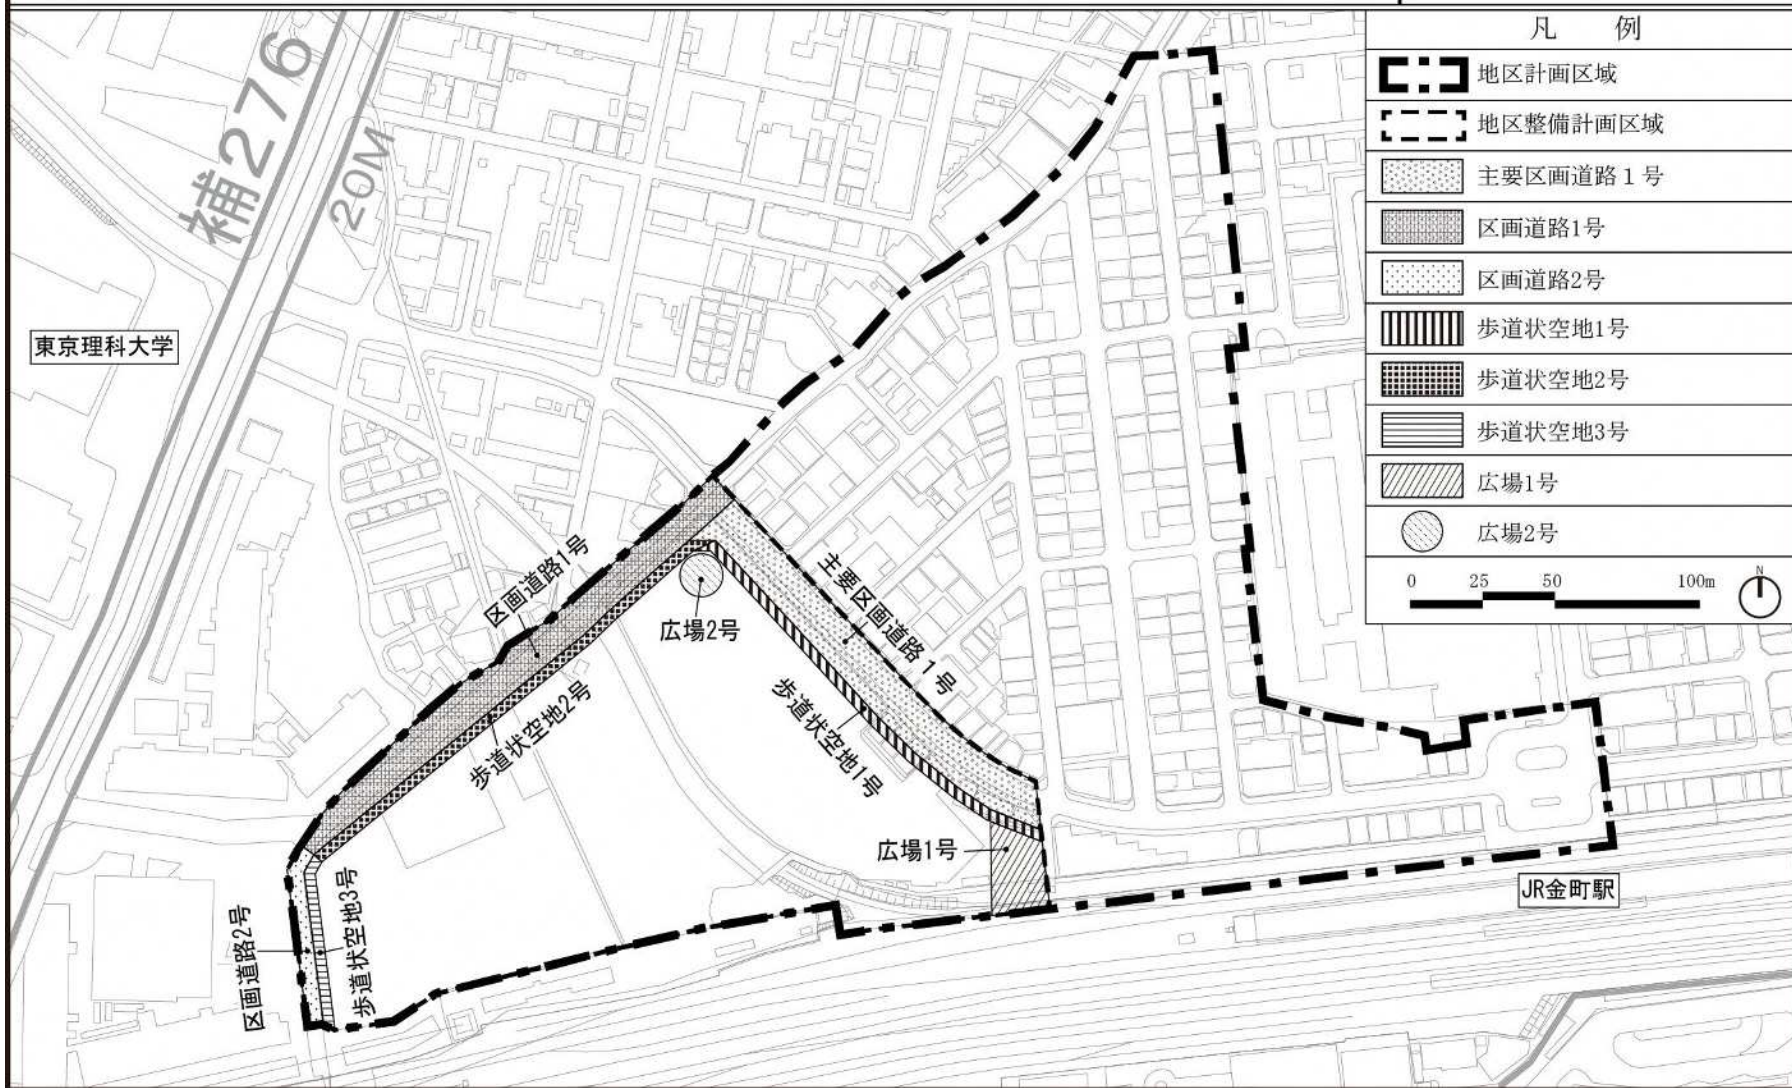 凡　例
地区計画区域
地区整備計画区域
主要区画道路１号
区画道路1号
区画道路2号
歩道状空地1号
歩道状空地2号
歩道状空地3号
広場1号
広場2号
0 25 50 100m
N
補276
20M
東京理科大学
区画道路1号
主要区画道路１号
広場2号
歩道状空地2号
歩道状空地1号
広場1号
JR金町駅
区画道路2号
歩道状空地3号